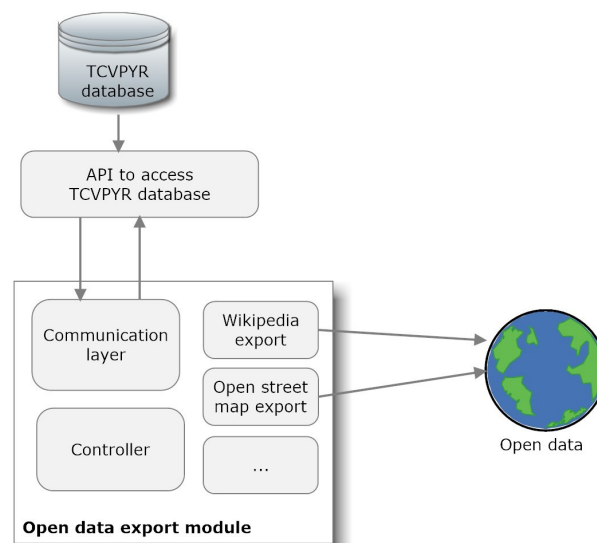 TCVPYR
database
API to access
TCVPYR database
Communication
layer
Wikipedia
export
Open street
map export
Controller
...
Open data export module
Open data